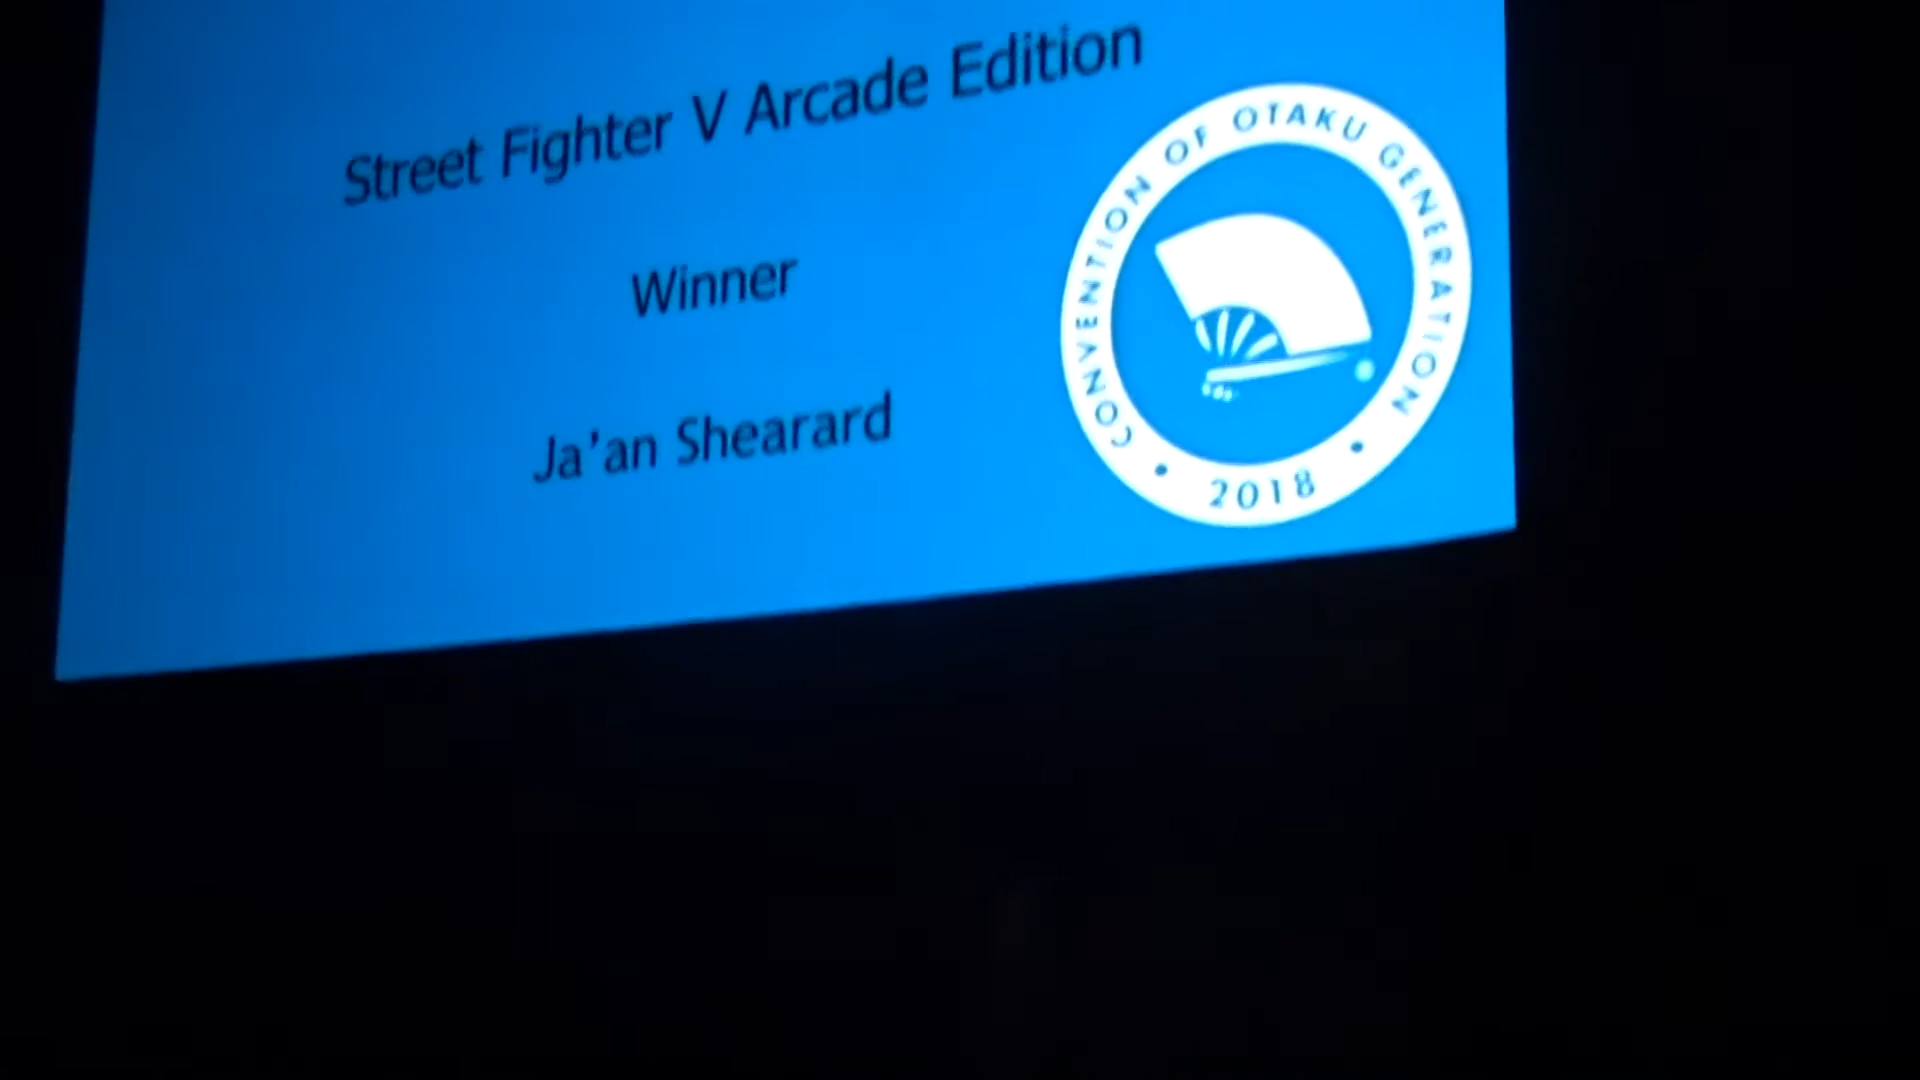 Street Fighter V Arcade Edition
Winner
Ja'an Shearard
CONVENTION OF OTAKU GENERATION
• 2018 •